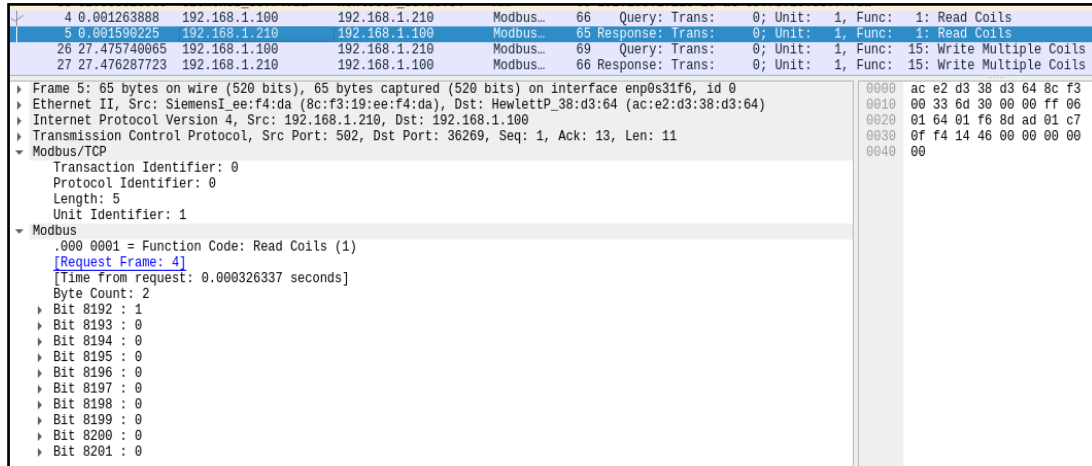 4 0.001263888 192.168.1.100 192.168.1.210 Modbus… 66 Query: Trans: 0; Unit: 1, Func: 1: Read Coils
5 0.001590225 192.168.1.210 192.168.1.100 Modbus… 65 Response: Trans: 0; Unit: 1, Func: 1: Read Coils
26 27.475740065 192.168.1.100 192.168.1.210 Modbus… 69 Query: Trans: 0; Unit: 1, Func: 15: Write Multiple Coils
27 27.476287723 192.168.1.210 192.168.1.100 Modbus… 66 Response: Trans: 0; Unit: 1, Func: 15: Write Multiple Coils
Frame 5: 65 bytes on wire (520 bits), 65 bytes captured (520 bits) on interface enp0s31f6, id 0
Ethernet II, Src: SiemensI_ee:f4:da (8c:f3:19:ee:f4:da), Dst: HewlettP_38:d3:64 (ac:e2:d3:38:d3:64)
Internet Protocol Version 4, Src: 192.168.1.210, Dst: 192.168.1.100
Transmission Control Protocol, Src Port: 502, Dst Port: 36269, Seq: 1, Ack: 13, Len: 11
Modbus/TCP
Transaction Identifier: 0
Protocol Identifier: 0
Length: 5
Unit Identifier: 1
Modbus
.000 0001 = Function Code: Read Coils (1)
[Request Frame: 4]
[Time from request: 0.000326337 seconds]
Byte Count: 2
Bit 8192 : 1
Bit 8193 : 0
Bit 8194 : 0
Bit 8195 : 0
Bit 8196 : 0
Bit 8197 : 0
Bit 8198 : 0
Bit 8199 : 0
Bit 8200 : 0
Bit 8201 : 0
0000 ac e2 d3 38 d3 64 8c f3
0010 00 33 6d 30 00 00 ff 06
0020 01 64 01 f6 8d ad 01 c7
0030 0f f4 14 46 00 00 00 00
0040 00